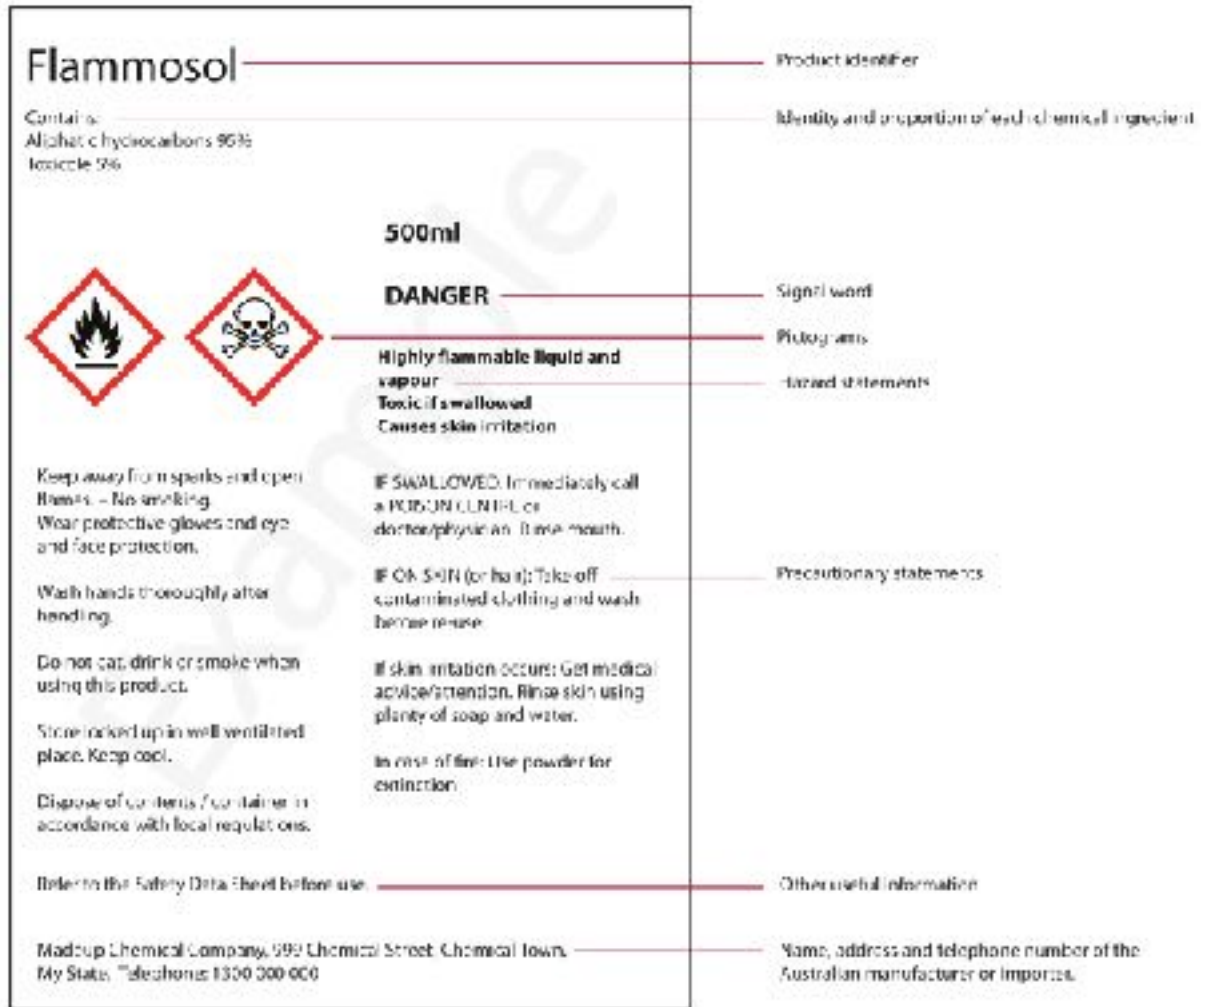 Flammosol
Product identifier
Contains:
Identity and proportion of each chemical ingredient
Aliphatic hydrocarbons 95%
Toxicole 5%
500ml
DANGER
Signal word
Pictograms
Highly flammable liquid and
vapour
Hazard statements
Toxic if swallowed
Causes skin irritation
Keep away from sparks and open
flames. – No smoking.
Wear protective gloves and eye
and face protection.
Wash hands thoroughly after
handling.
Do not eat, drink or smoke when
using this product.
Store locked up in well ventilated
place. Keep cool.
Dispose of contents / container in
accordance with local regulations.
IF SWALLOWED: Immediately call
a POISON CENTRE or
doctor/physician. Rinse mouth.
IF ON SKIN (or hair): Take off
contaminated clothing and wash
before re-use.
Precautionary statements
If skin irritation occurs: Get medical
advice/attention. Rinse skin using
plenty of soap and water.
In case of fire: Use powder for
extinction
Refer to the Safety Data Sheet before use.
Other useful information
Madeup Chemical Company, 999 Chemical Street, Chemical Town,
My State. Telephone: 1300 000 000
Name, address and telephone number of the
Australian manufacturer or Importer.
Example